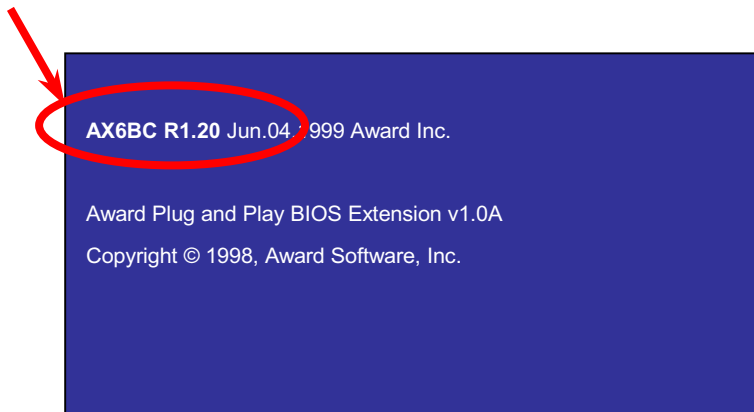 AX6BC R1.20 Jun.04.1999 Award Inc.
Award Plug and Play BIOS Extension v1.0A
Copyright © 1998, Award Software, Inc.